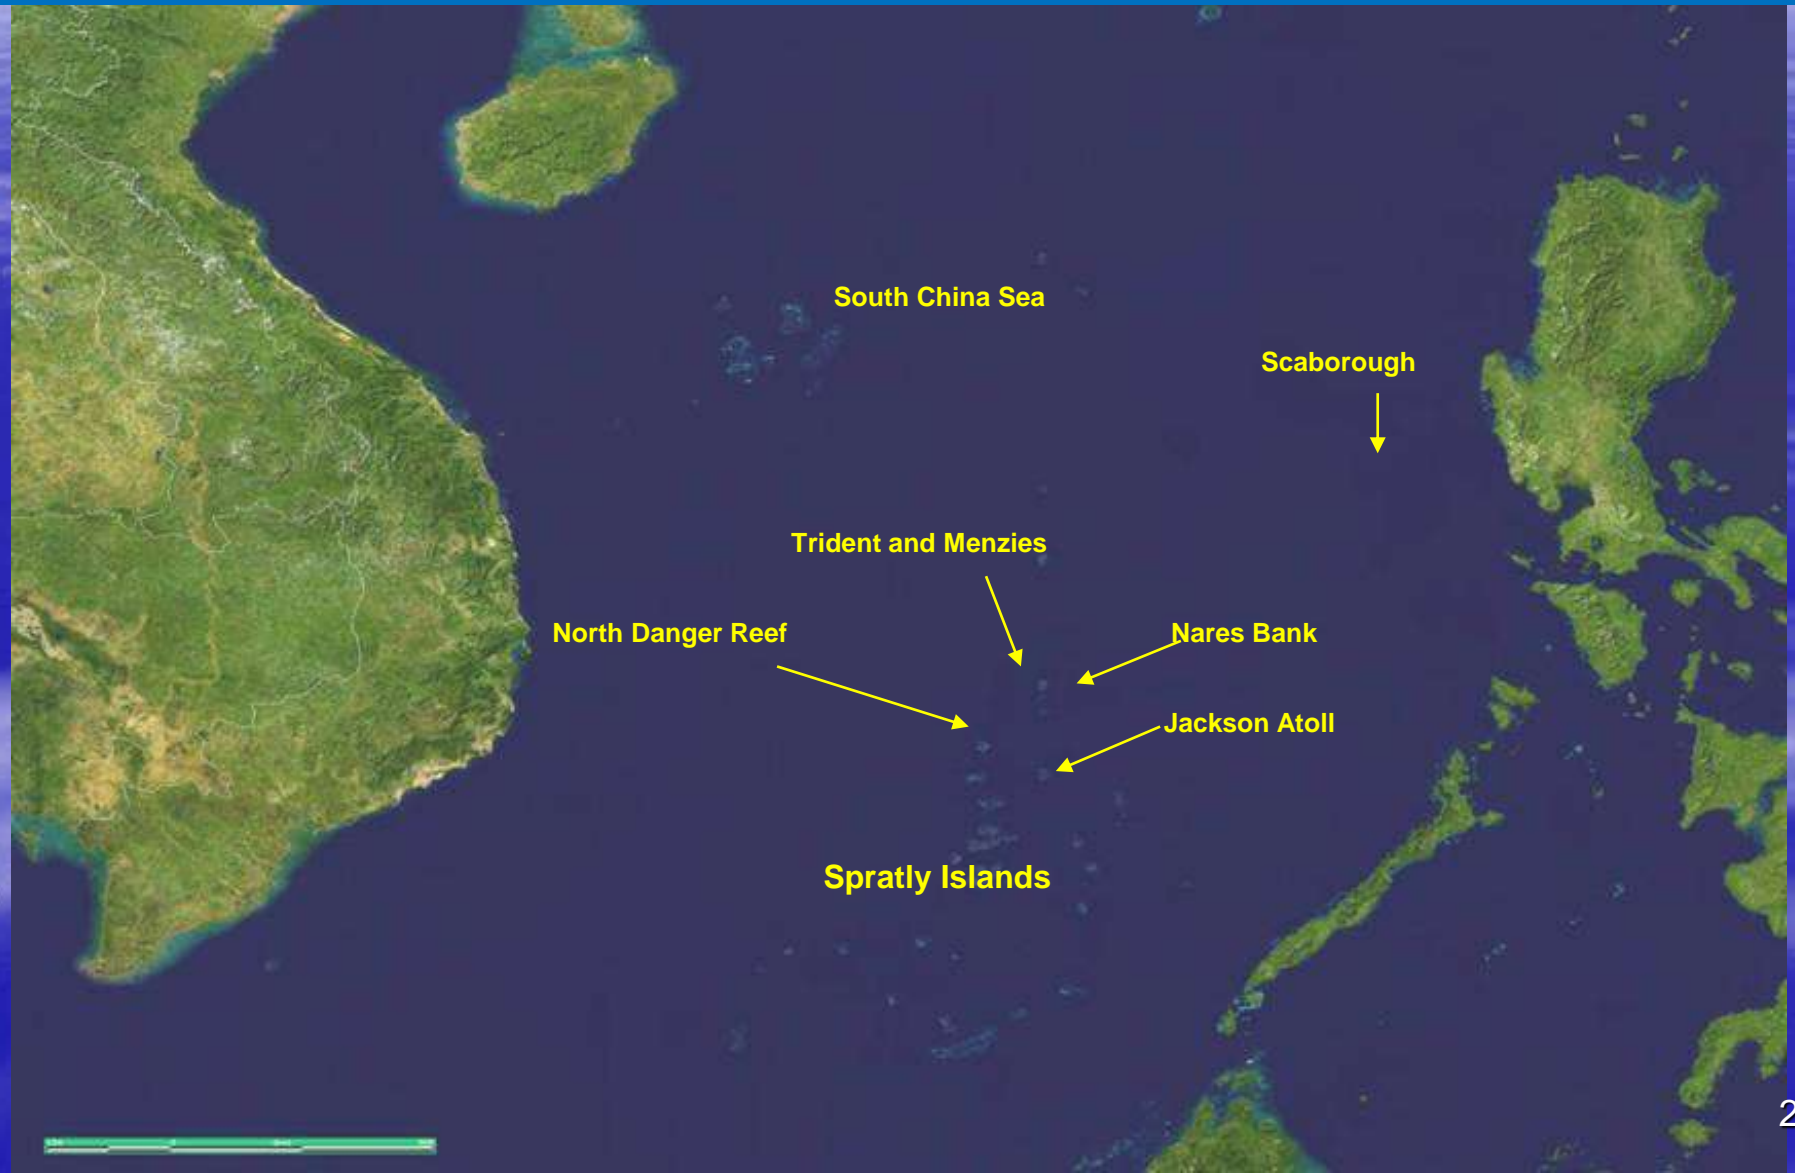 South China Sea
Scaborough
Trident and Menzies
North Danger Reef
Nares Bank
Jackson Atoll
Spratly Islands
2